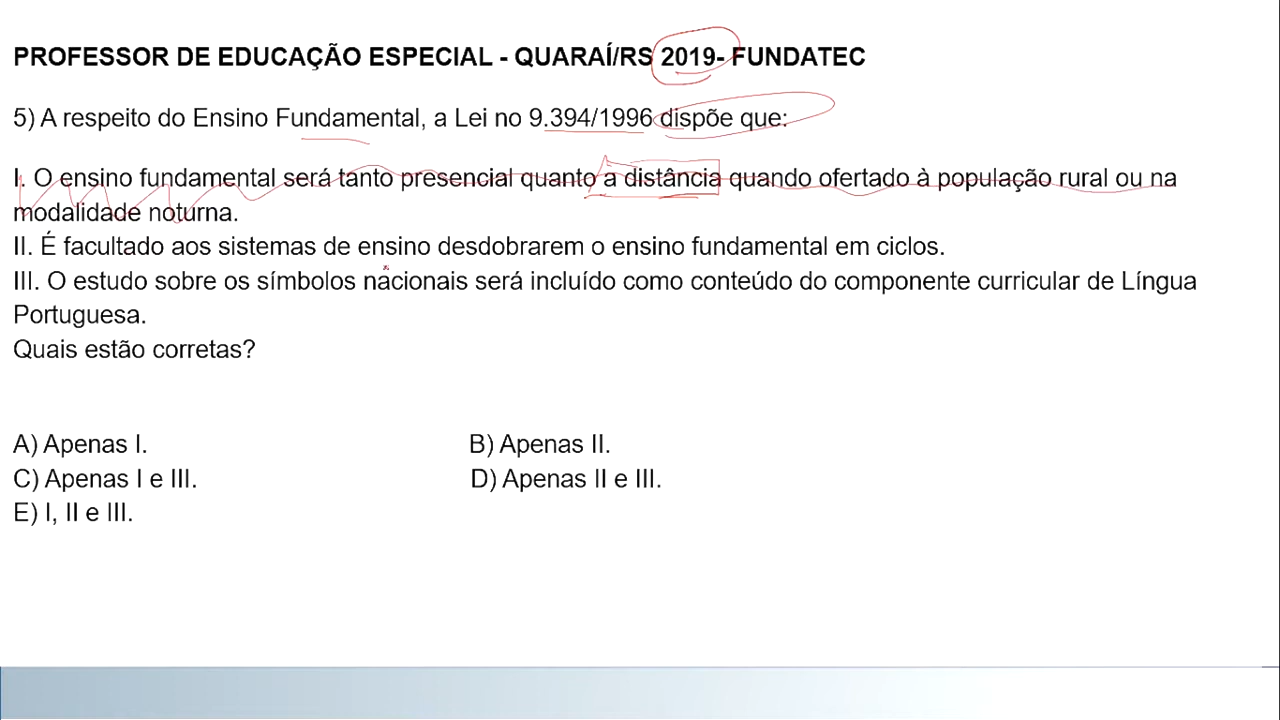 PROFESSOR DE EDUCAÇÃO ESPECIAL - QUARAÍ/RS 2019- FUNDATEC
5) A respeito do Ensino Fundamental, a Lei no 9.394/1996 dispõe que:
I. O ensino fundamental será tanto presencial quanto a distância quando ofertado à população rural ou na
modalidade noturna.
II. É facultado aos sistemas de ensino desdobrarem o ensino fundamental em ciclos.
III. O estudo sobre os símbolos nacionais será incluído como conteúdo do componente curricular de Língua
Portuguesa.
Quais estão corretas?
A) Apenas I. B) Apenas II.
C) Apenas I e III. D) Apenas II e III.
E) I, II e III.